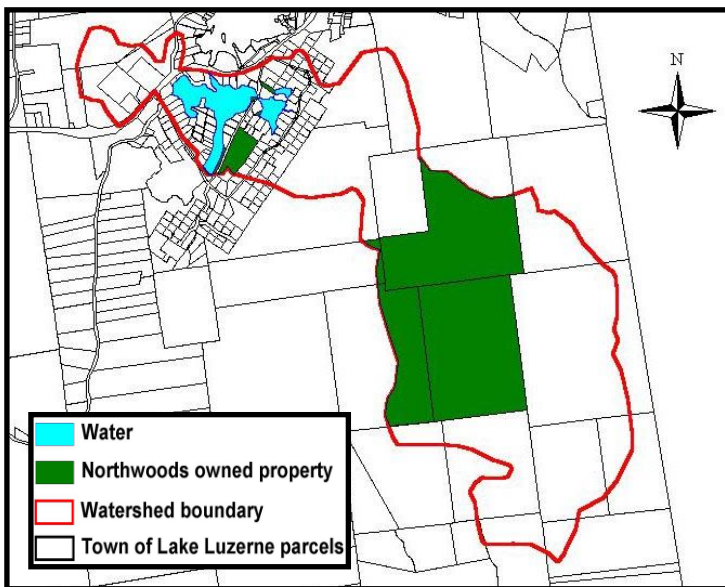 N
Water
Northwoods owned property
Watershed boundary
Town of Lake Luzerne parcels